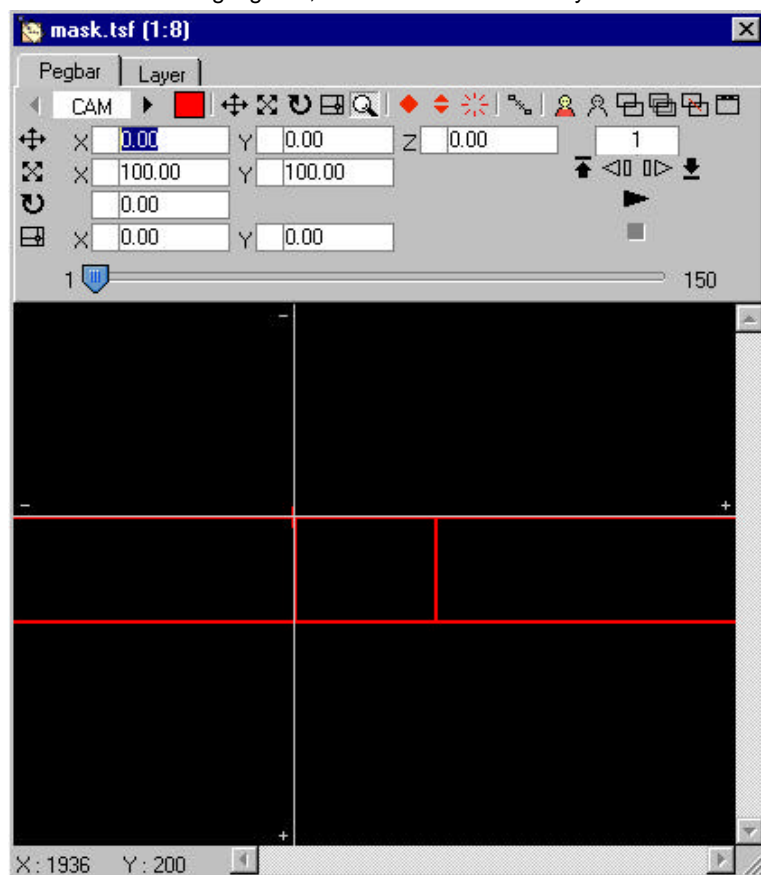 mask.tsf (1:8)
Pegbar Layer
CAM
X 0.00 Y 0.00 Z 0.00 1
X 100.00 Y 100.00
0.00
X 0.00 Y 0.00
1 150
−
− +
+
X : 1936 Y : 200